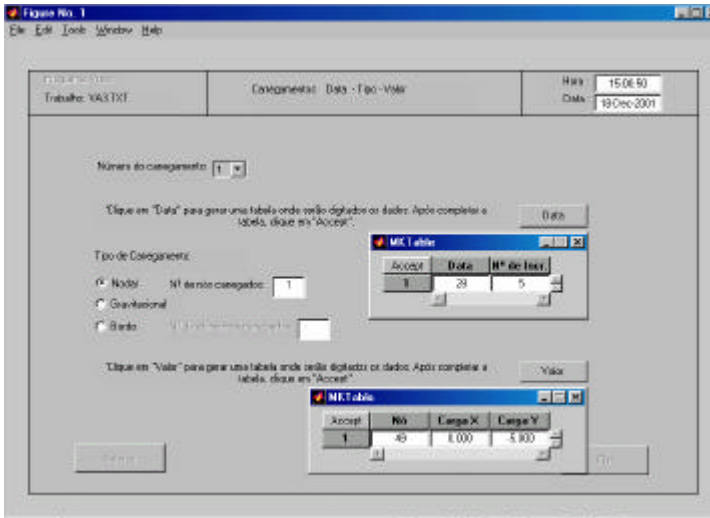 Figure No. 1
File Edit Tools Window Help
Trabalho: VA3.TXT
Carregamentos: Data - Tipo - Valor
Hora: 15:06:50
Data: 18-Dec-2001
Número do carregamento: 1
"Clique em "Data" para gerar uma tabela onde serão digitados os dados. Após completar a
tabela, clique em "Accept".
Data
MKTable
Accept Data Nº de Incr.
1 28 5
Tipo de Carregamento:
Nodal Nº de nós carregados: 1
Gravitacional
Bordo
"Clique em "Valor" para gerar uma tabela onde serão digitados os dados. Após completar a
tabela, clique em "Accept".
Valor
MKTable
Accept Nó Carga X Carga Y
1 49 0.000 -5.000